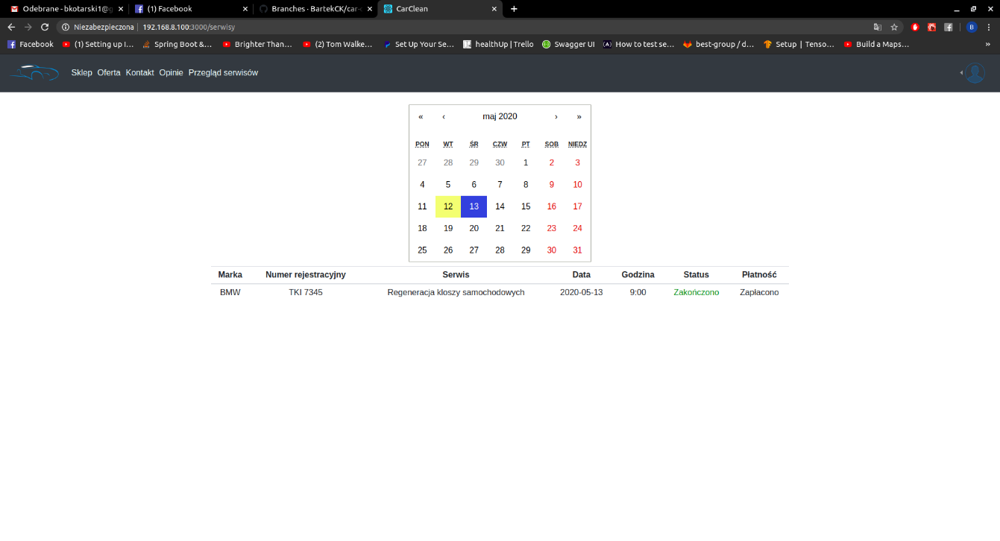 Odebrane - bkotarski1@g
(1) Facebook
Branches · BartekCK/car-c
CarClean
Niezabezpieczona | 192.168.8.100:3000/serwisy
B
Facebook (1) Setting up I… Spring Boot &… Brighter Than… (2) Tom Walke… Set Up Your Se… healthUp | Trello Swagger UI How to test se… best-group / d… Setup | Tenso… Build a Maps… »
Sklep Oferta Kontakt Opinie Przegląd serwisów
« ‹ maj 2020 › »
PON WT ŚR CZW PT SOB NIEDZ
27 28 29 30 1 2 3
4 5 6 7 8 9 10
11 12 13 14 15 16 17
18 19 20 21 22 23 24
25 26 27 28 29 30 31
Marka Numer rejestracyjny Serwis Data Godzina Status Płatność
BMW TKI 7345 Regeneracja kloszy samochodowych 2020-05-13 9:00 Zakończono Zapłacono